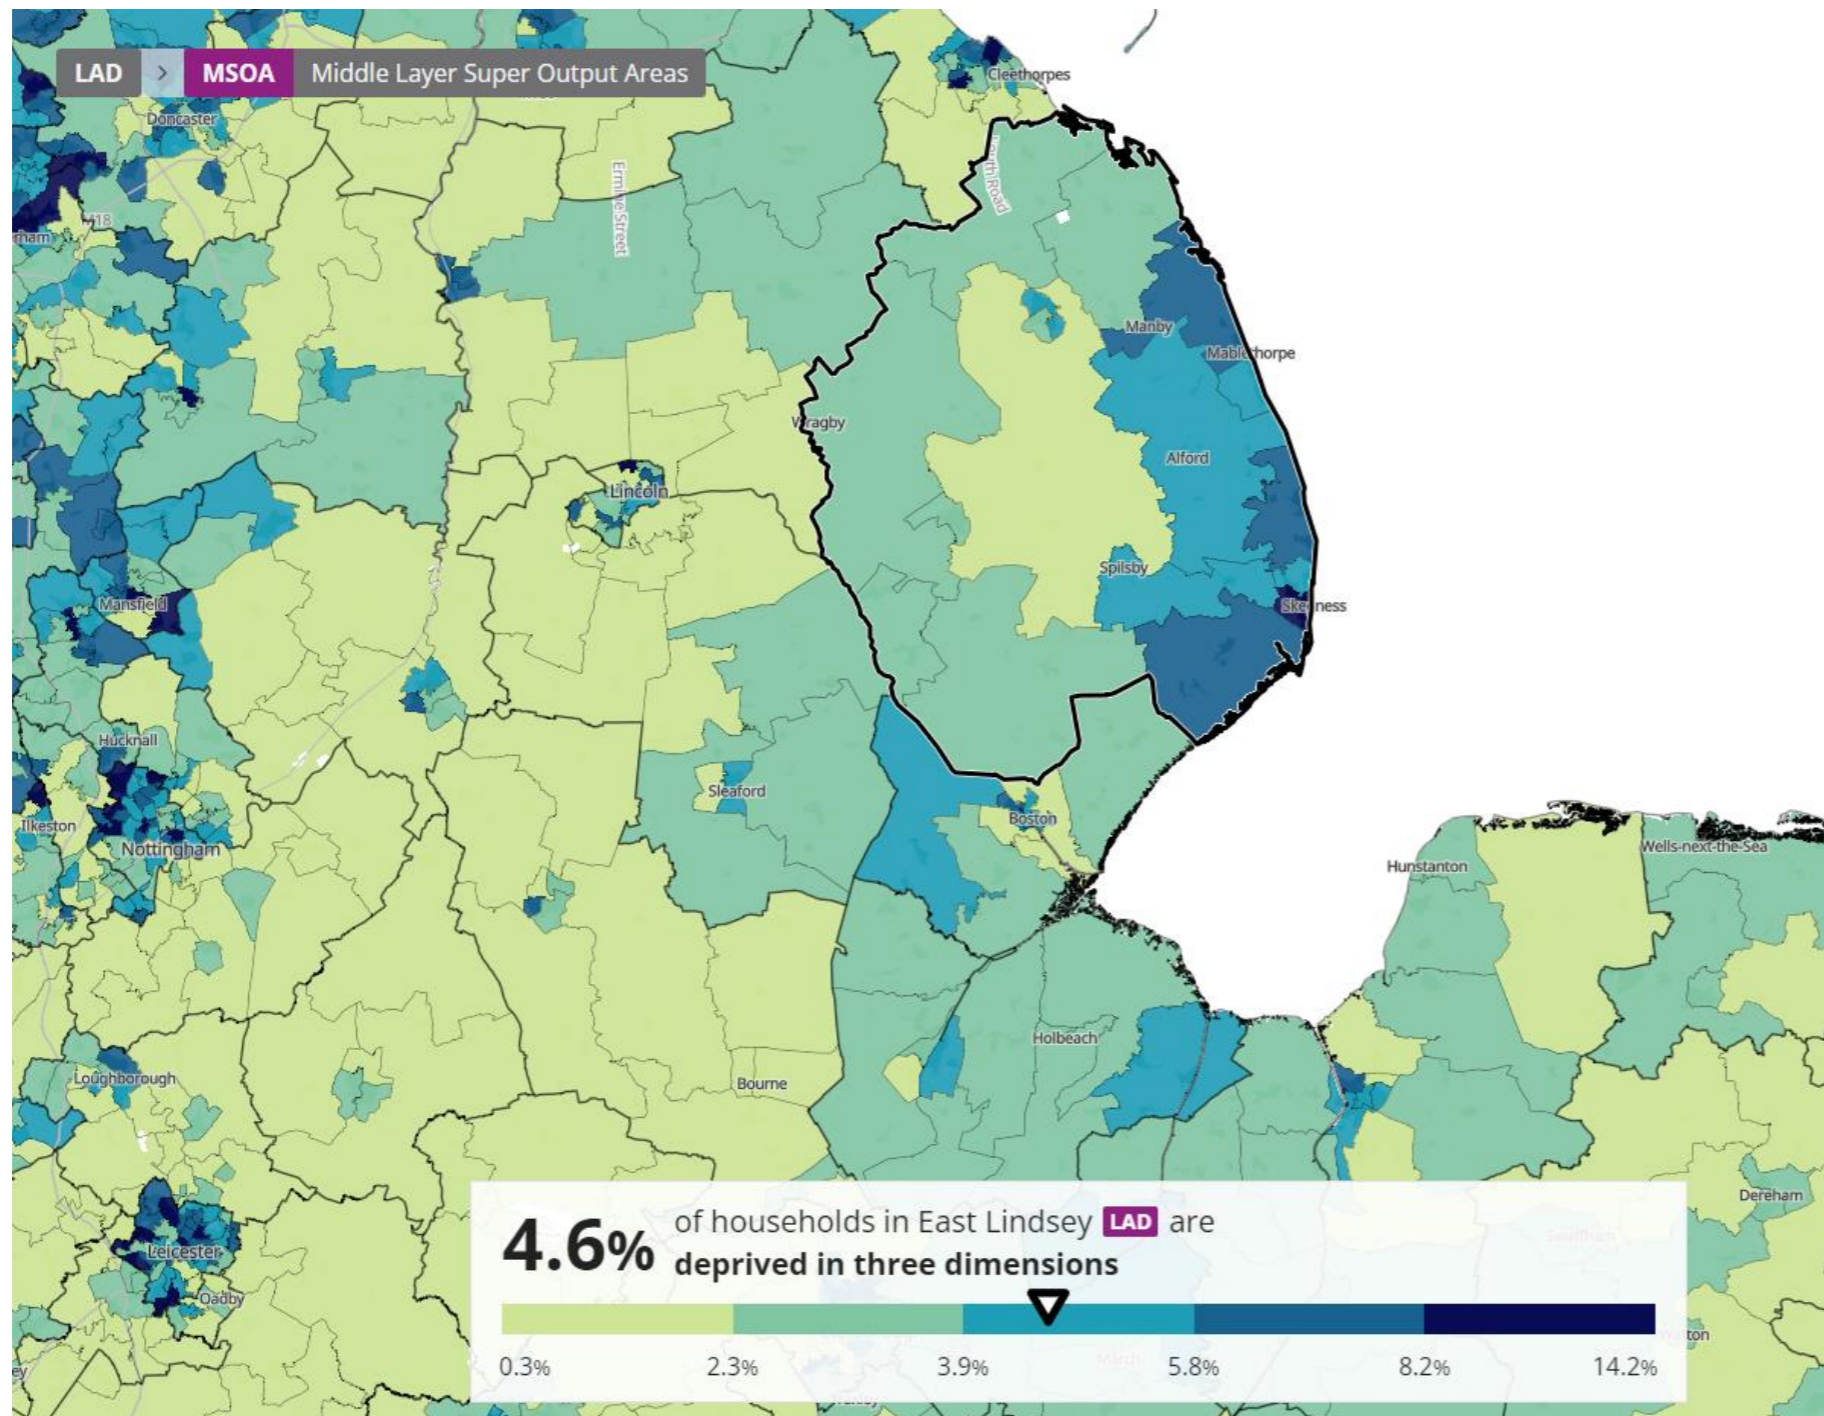 LAD > MSOA Middle Layer Super Output Areas
Cleethorpes
Doncaster
Ermine Street
M18
Manby
Mablethorpe
Wragby
Alford
Lincoln
Spilsby
Mansfield
Skegness
Hucknall
Sleaford
Boston
Ilkeston
Nottingham
Hunstanton
Wells-next-the-Sea
Holbeach
Loughborough
Bourne
Dereham
Leicester
Oadby
4.6% of households in East Lindsey LAD are
deprived in three dimensions
0.3% 2.3% 3.9% 5.8% 8.2% 14.2%
March